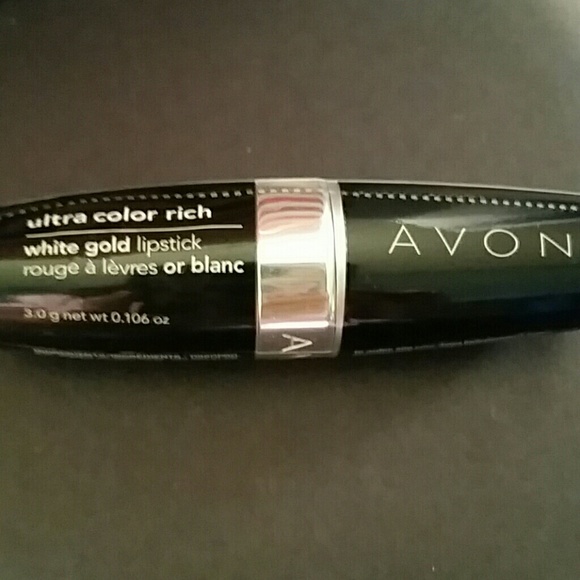 ultra color rich
white gold lipstick
rouge à lèvres or blanc
3.0 g net wt 0.106 oz
AVON
A